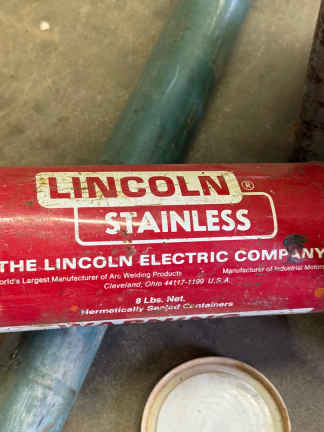 LINCOLN®
STAINLESS
THE LINCOLN ELECTRIC COMPANY
World's Largest Manufacturer of Arc Welding Products Manufacturer of Industrial Motors
Cleveland, Ohio 44117-1199 U.S.A.
8 Lbs. Net.
Hermetically Sealed Containers